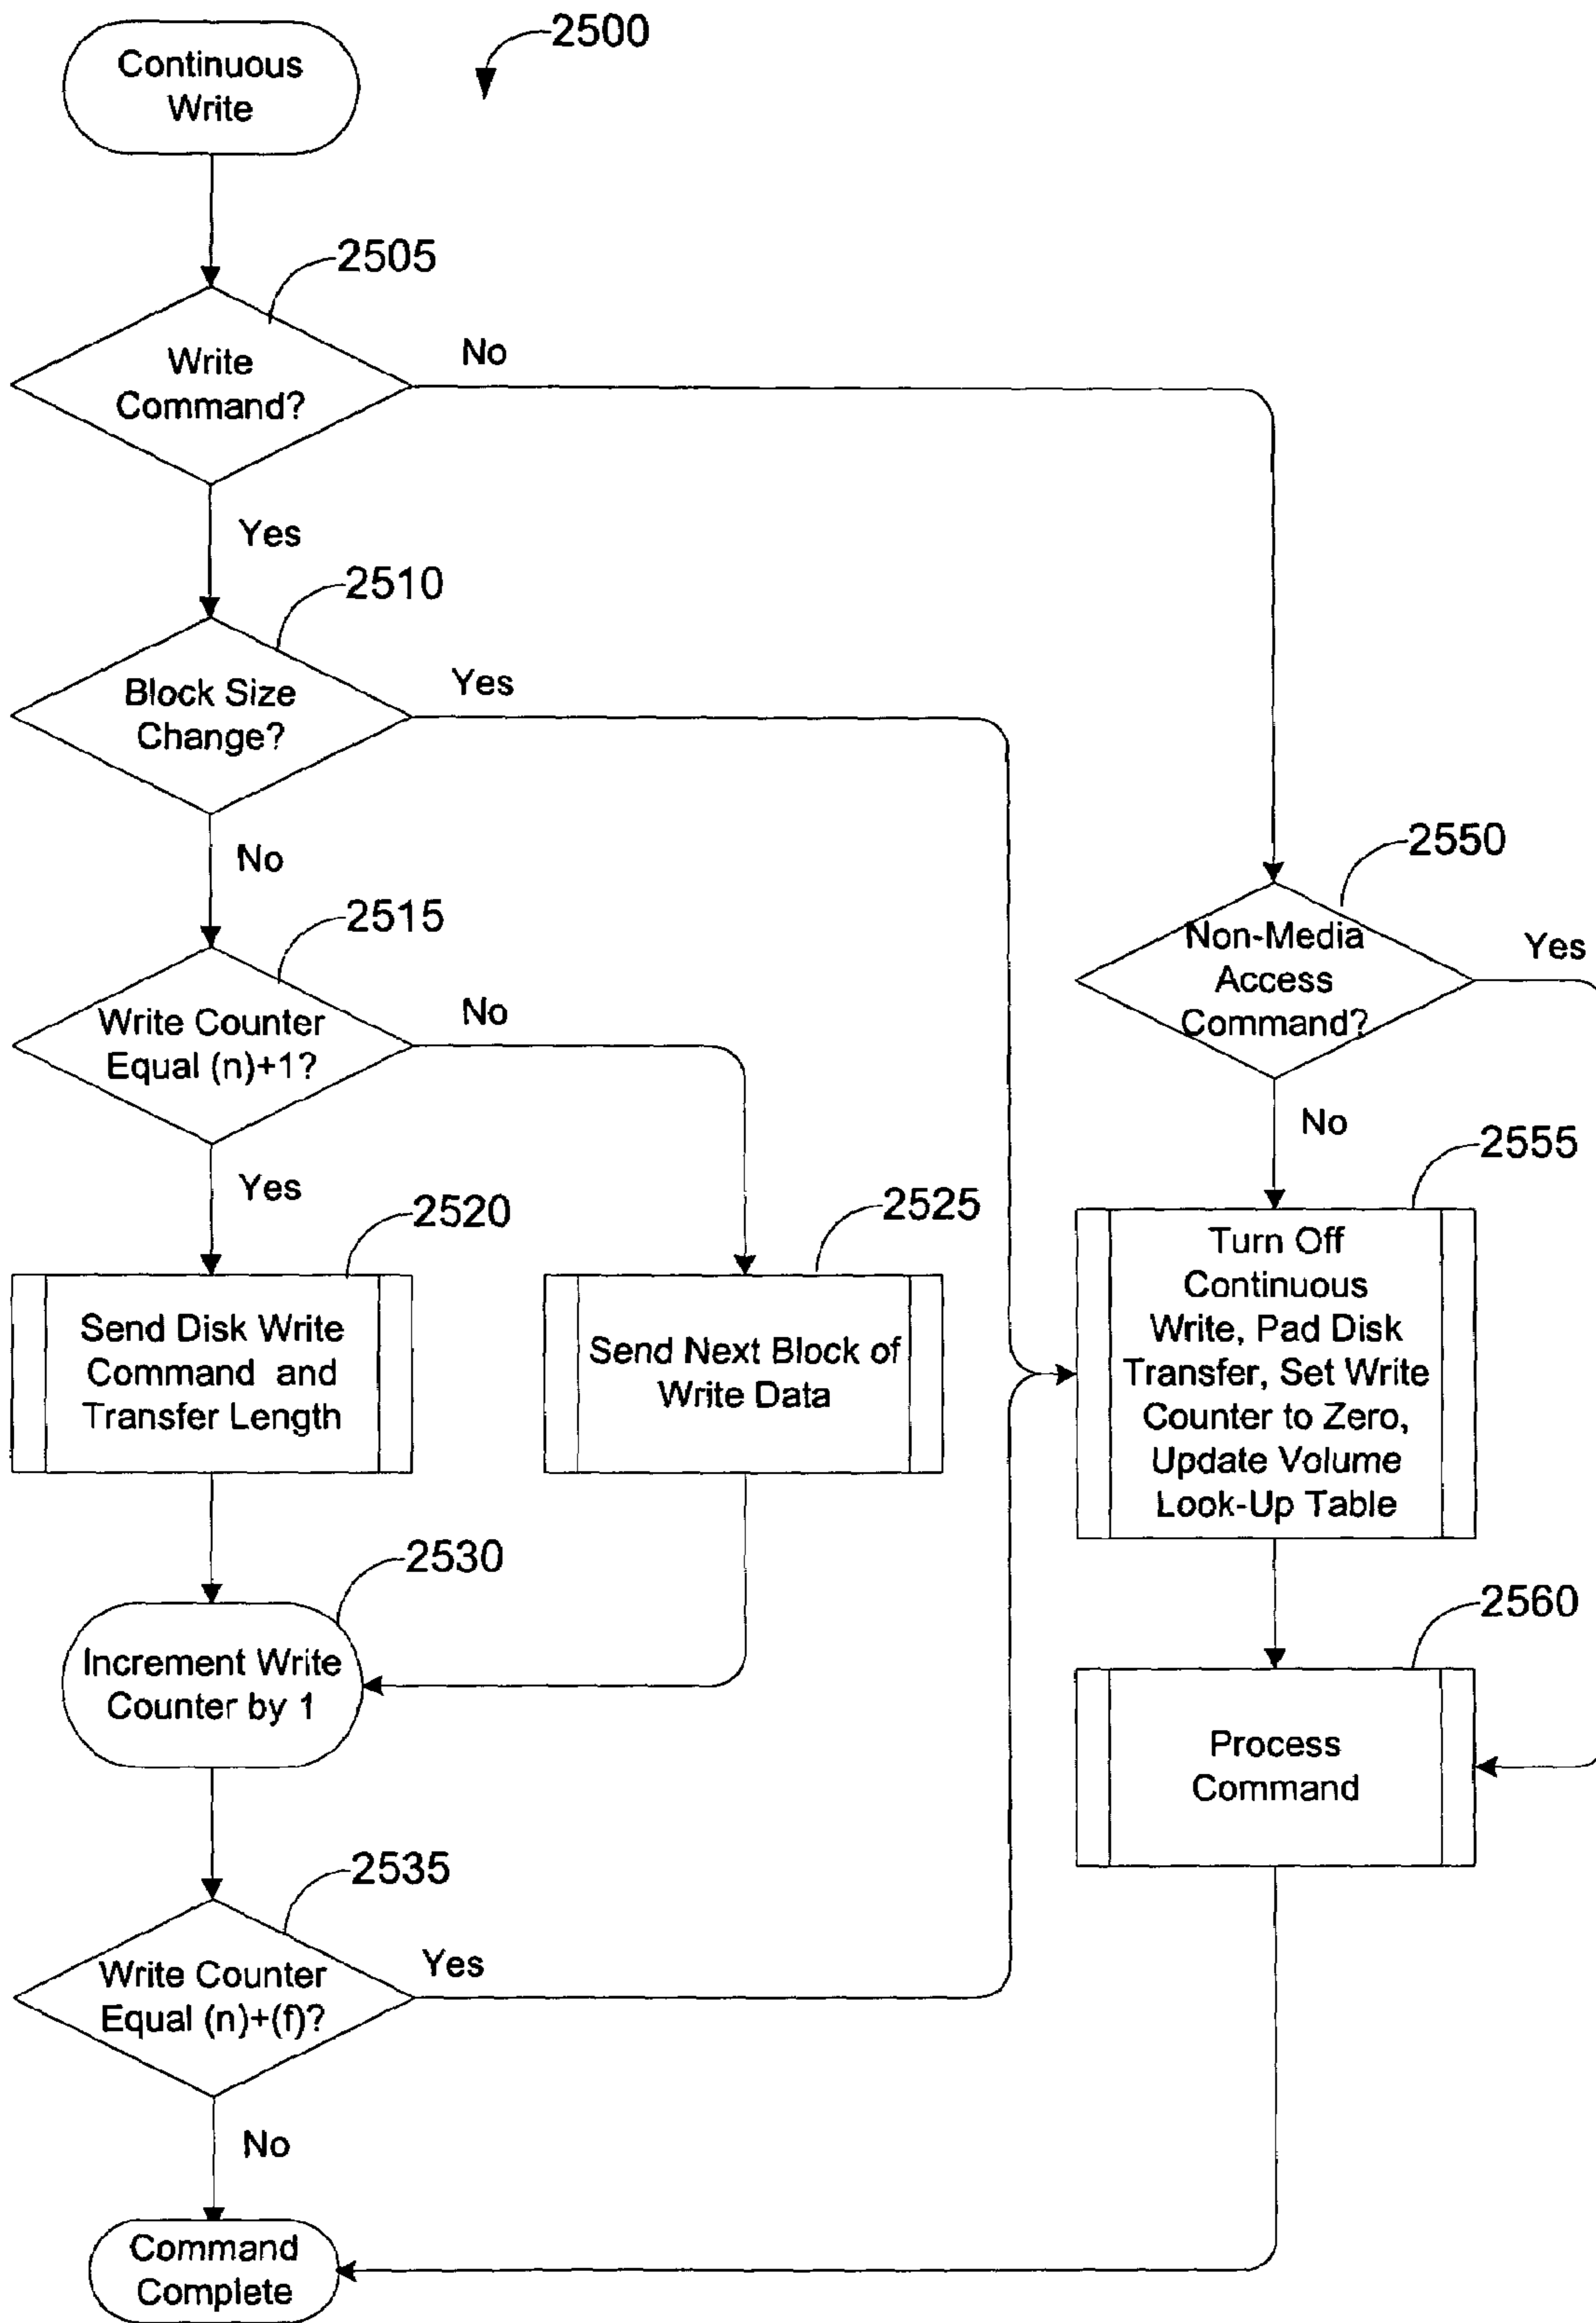 2500
Continuous
Write
2505
Write
Command?
No
Yes
2510
Block Size
Change?
Yes
No
2515
Write Counter
Equal (n)+1?
No
Yes
2520
Send Disk Write
Command and
Transfer Length
2525
Send Next Block of
Write Data
2530
Increment Write
Counter by 1
2535
Write Counter
Equal (n)+(f)?
Yes
No
Command
Complete
2550
Non-Media
Access
Command?
Yes
No
2555
Turn Off
Continuous
Write, Pad Disk
Transfer, Set Write
Counter to Zero,
Update Volume
Look-Up Table
2560
Process
Command